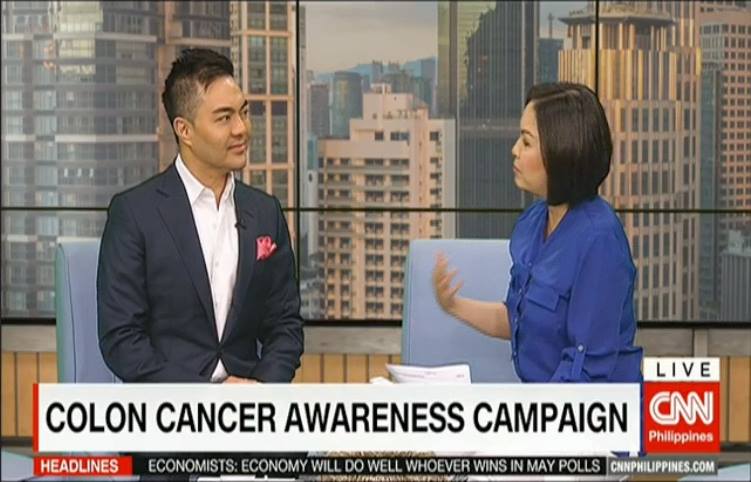 LIVE
CNN
Philippines
COLON CANCER AWARENESS CAMPAIGN
HEADLINES ECONOMISTS: ECONOMY WILL DO WELL WHOEVER WINS IN MAY POLLS CNNPHILIPPINES.COM